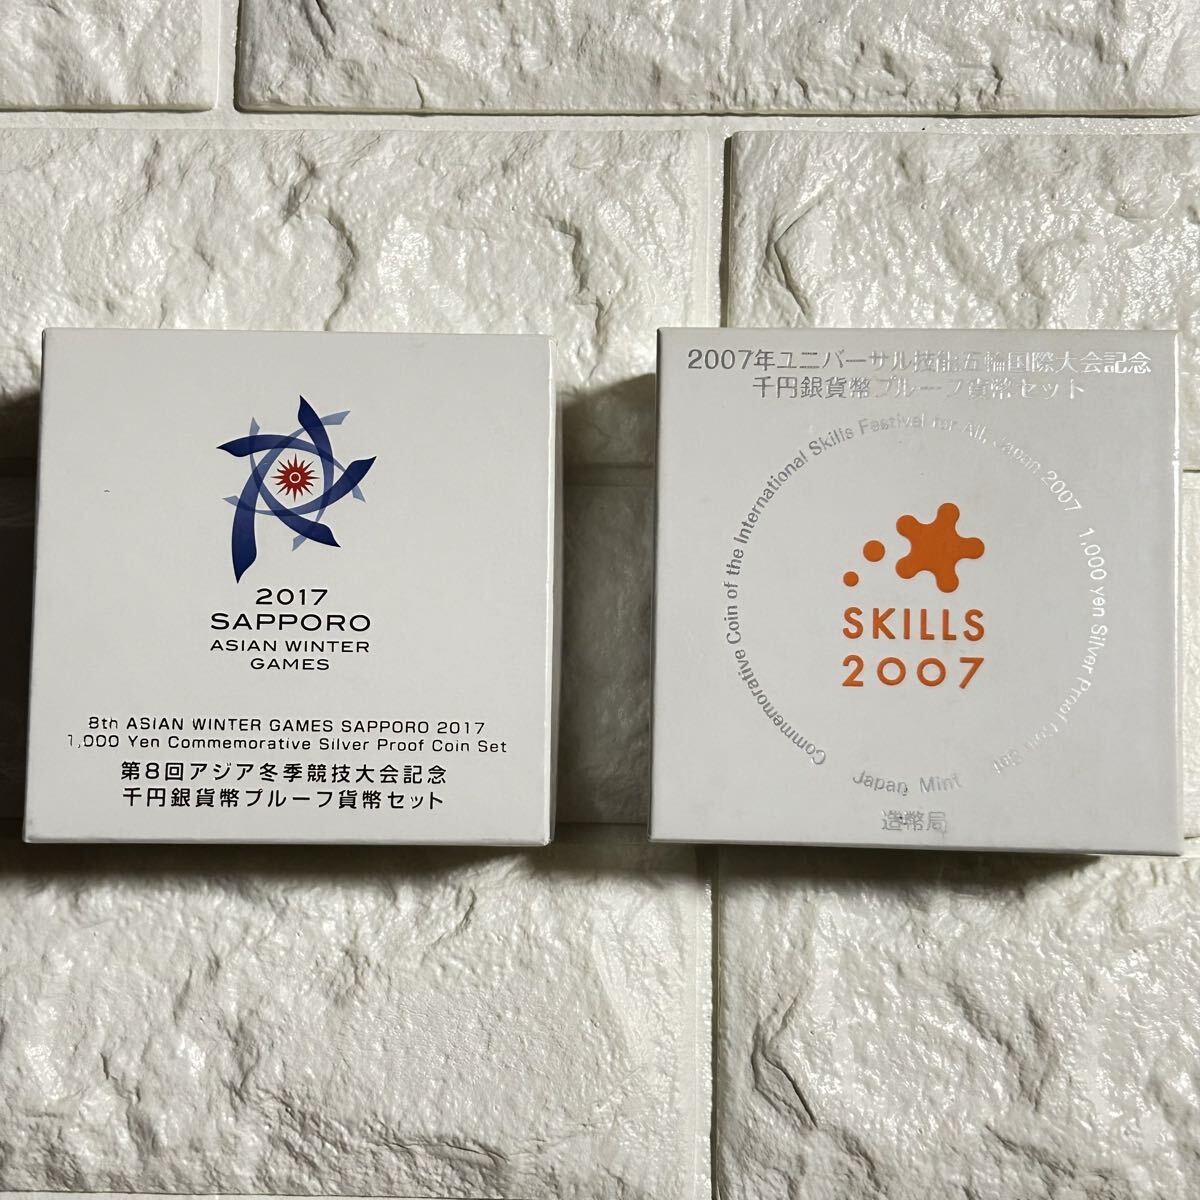 2017
SAPPORO
ASIAN WINTER
GAMES
8th ASIAN WINTER GAMES SAPPORO 2017
1,000 Yen Commemorative Silver Proof Coin Set
第8回アジア冬季競技大会記念
千円銀貨幣プルーフ貨幣セット
2007年ユニバーサル技能五輪国際大会記念
千円銀貨幣プルーフ貨幣セット
Commemorative Coin of the International Skills Festival for All, Japan 2007 1,000 yen Silver Proof Coin Set
SKILLS
2007
Japan Mint
造幣局